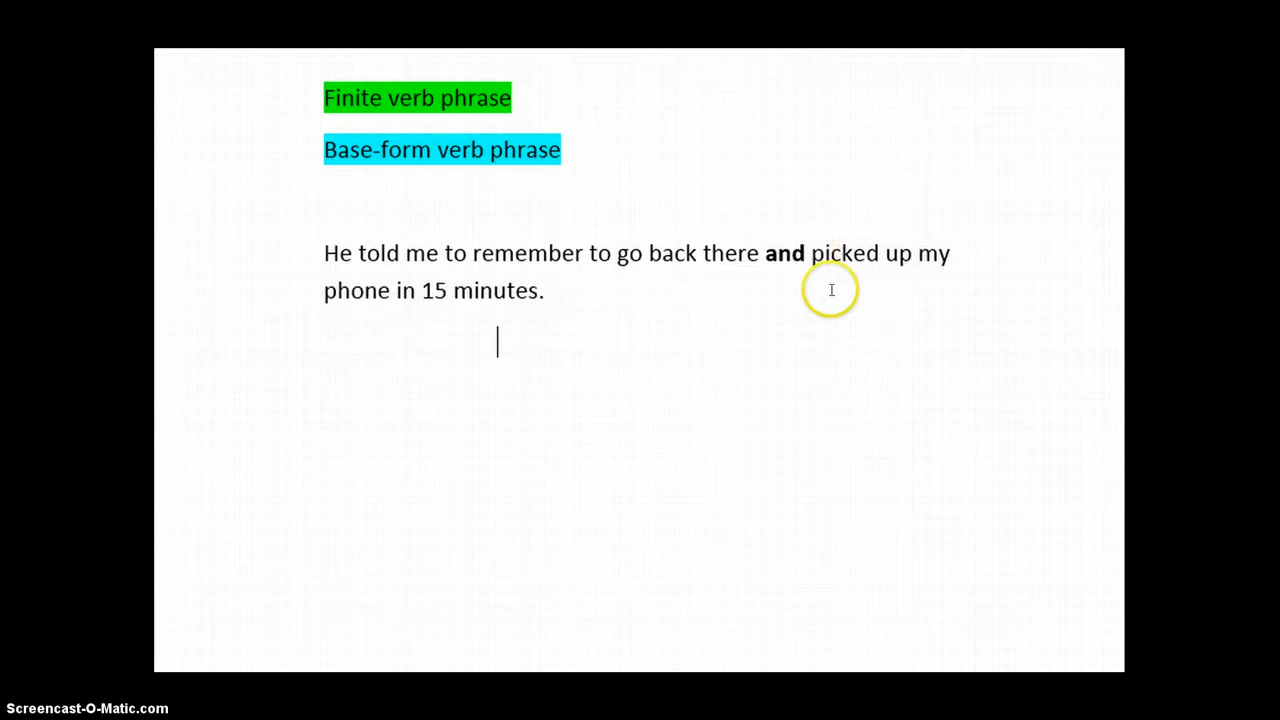 Finite verb phrase
Base-form verb phrase
He told me to remember to go back there and picked up my
phone in 15 minutes.
Screencast-O-Matic.com